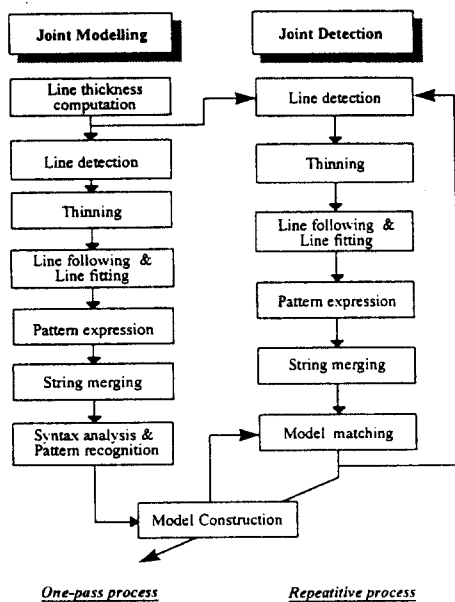 Joint Modelling
Joint Detection
Line thickness
computation
Line detection
Thinning
Line following &
Line fitting
Pattern expression
String merging
Syntax analysis &
Pattern recognition
Line detection
Thinning
Line following &
Line fitting
Pattern expression
String merging
Model matching
Model Construction
One-pass process
Repeatitive process